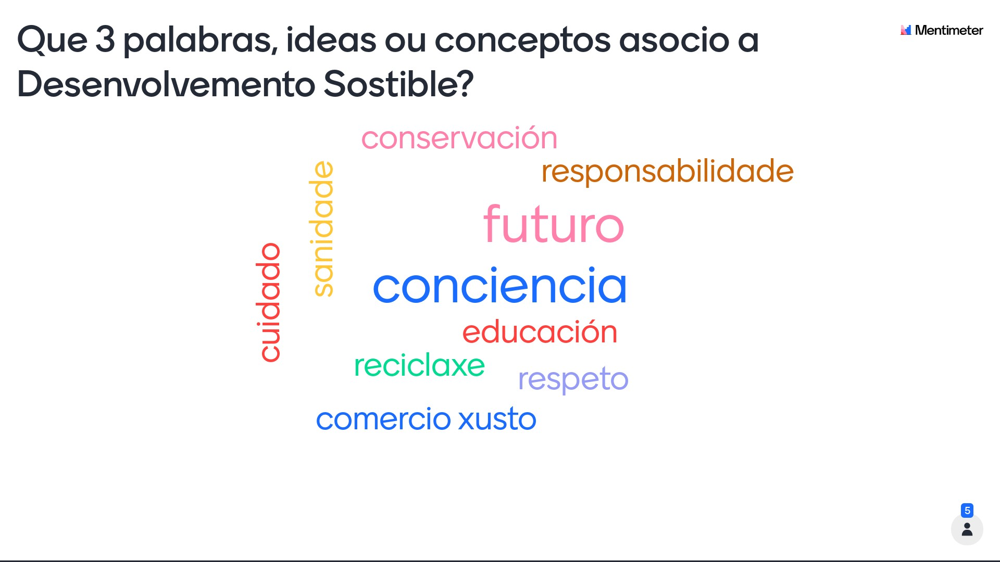 Que 3 palabras, ideas ou conceptos asocio a
Desenvolvemento Sostible?
Mentimeter
conservación
responsabilidade
sanidade
futuro
cuidado
conciencia
educación
reciclaxe
respeto
comercio xusto
5